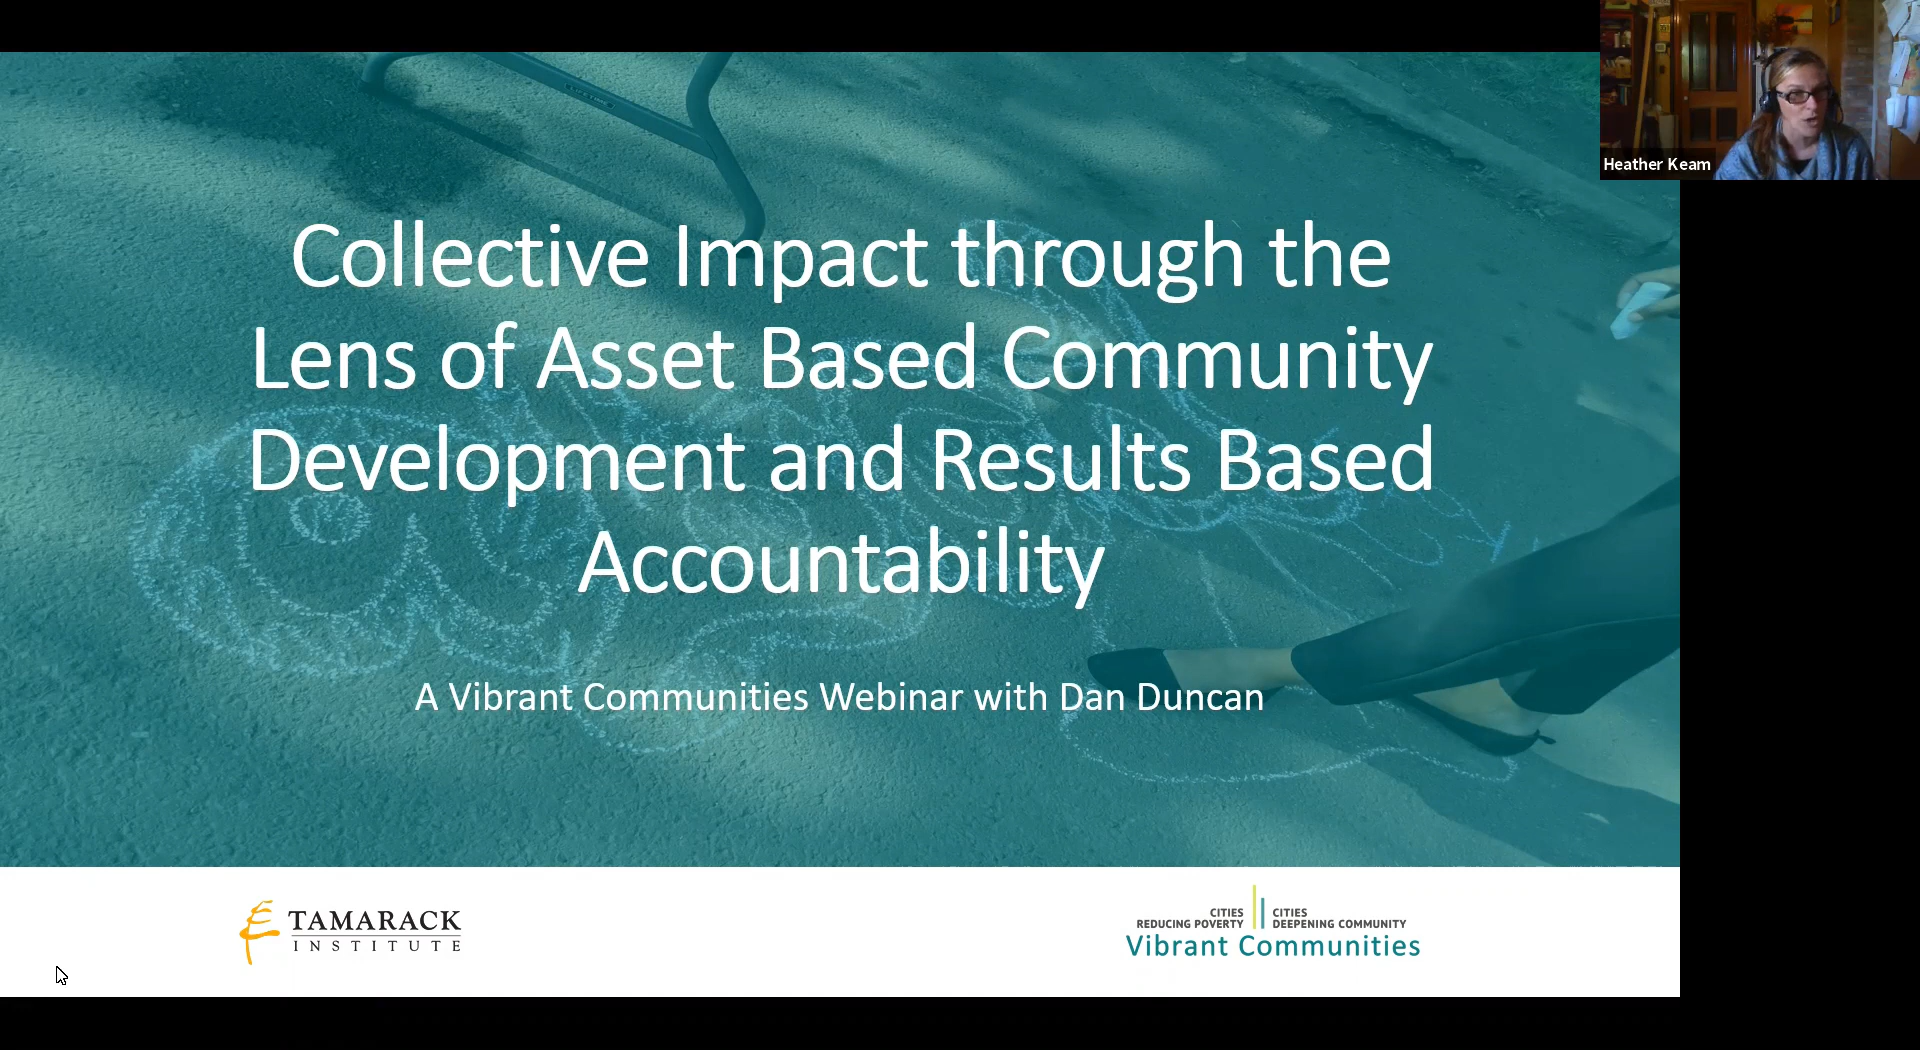 Heather Keam
Collective Impact through the
Lens of Asset Based Community
Development and Results Based
Accountability
A Vibrant Communities Webinar with Dan Duncan
TAMARACK
INSTITUTE
CITIES
REDUCING POVERTY
CITIES
DEEPENING COMMUNITY
Vibrant Communities